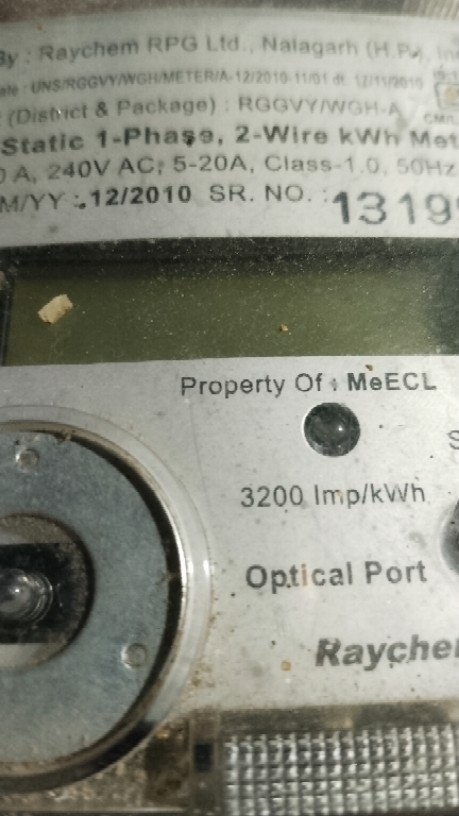 By : Raychem RPG Ltd., Nalagarh (H.P.),
UNS/RGGVY/WGH/METER/A-12/2010-11/01 dt. 12/11/2010
(District & Package) : RGGVY/WGH-A
Static 1-Phase, 2-Wire kWh Met
A, 240V AC, 5-20A, Class-1.0, 50Hz
M/YY : 12/2010 SR. NO. : 1319
Property Of : MeECL
3200 Imp/kWh
Optical Port
Rayche